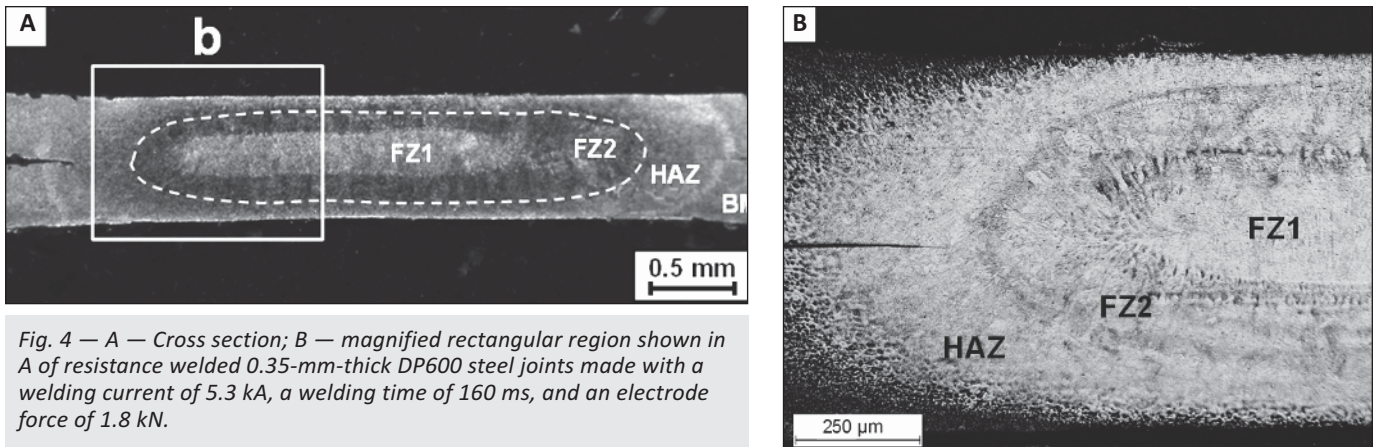 A
b
FZ1
FZ2
HAZ
BM
0.5 mm
Fig. 4 — A — Cross section; B — magnified rectangular region shown in
A of resistance welded 0.35-mm-thick DP600 steel joints made with a
welding current of 5.3 kA, a welding time of 160 ms, and an electrode
force of 1.8 kN.
B
FZ1
FZ2
HAZ
250 µm